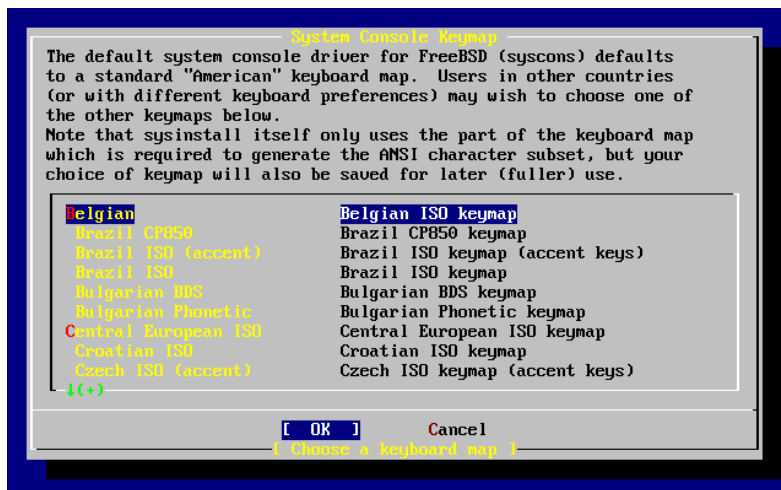 System Console Keymap
The default system console driver for FreeBSD (syscons) defaults
to a standard "American" keyboard map.  Users in other countries
(or with different keyboard preferences) may wish to choose one of
the other keymaps below.
Note that sysinstall itself only uses the part of the keyboard map
which is required to generate the ANSI character subset, but your
choice of keymap will also be saved for later (fuller) use.
Belgian Belgian ISO keymap
Brazil CP850 Brazil CP850 keymap
Brazil ISO (accent) Brazil ISO keymap (accent keys)
Brazil ISO Brazil ISO keymap
Bulgarian BDS Bulgarian BDS keymap
Bulgarian Phonetic Bulgarian Phonetic keymap
Central European ISO Central European ISO keymap
Croatian ISO Croatian ISO keymap
Czech ISO (accent) Czech ISO keymap (accent keys)
↓(+)
[ OK ] Cancel
[ Choose a keyboard map ]